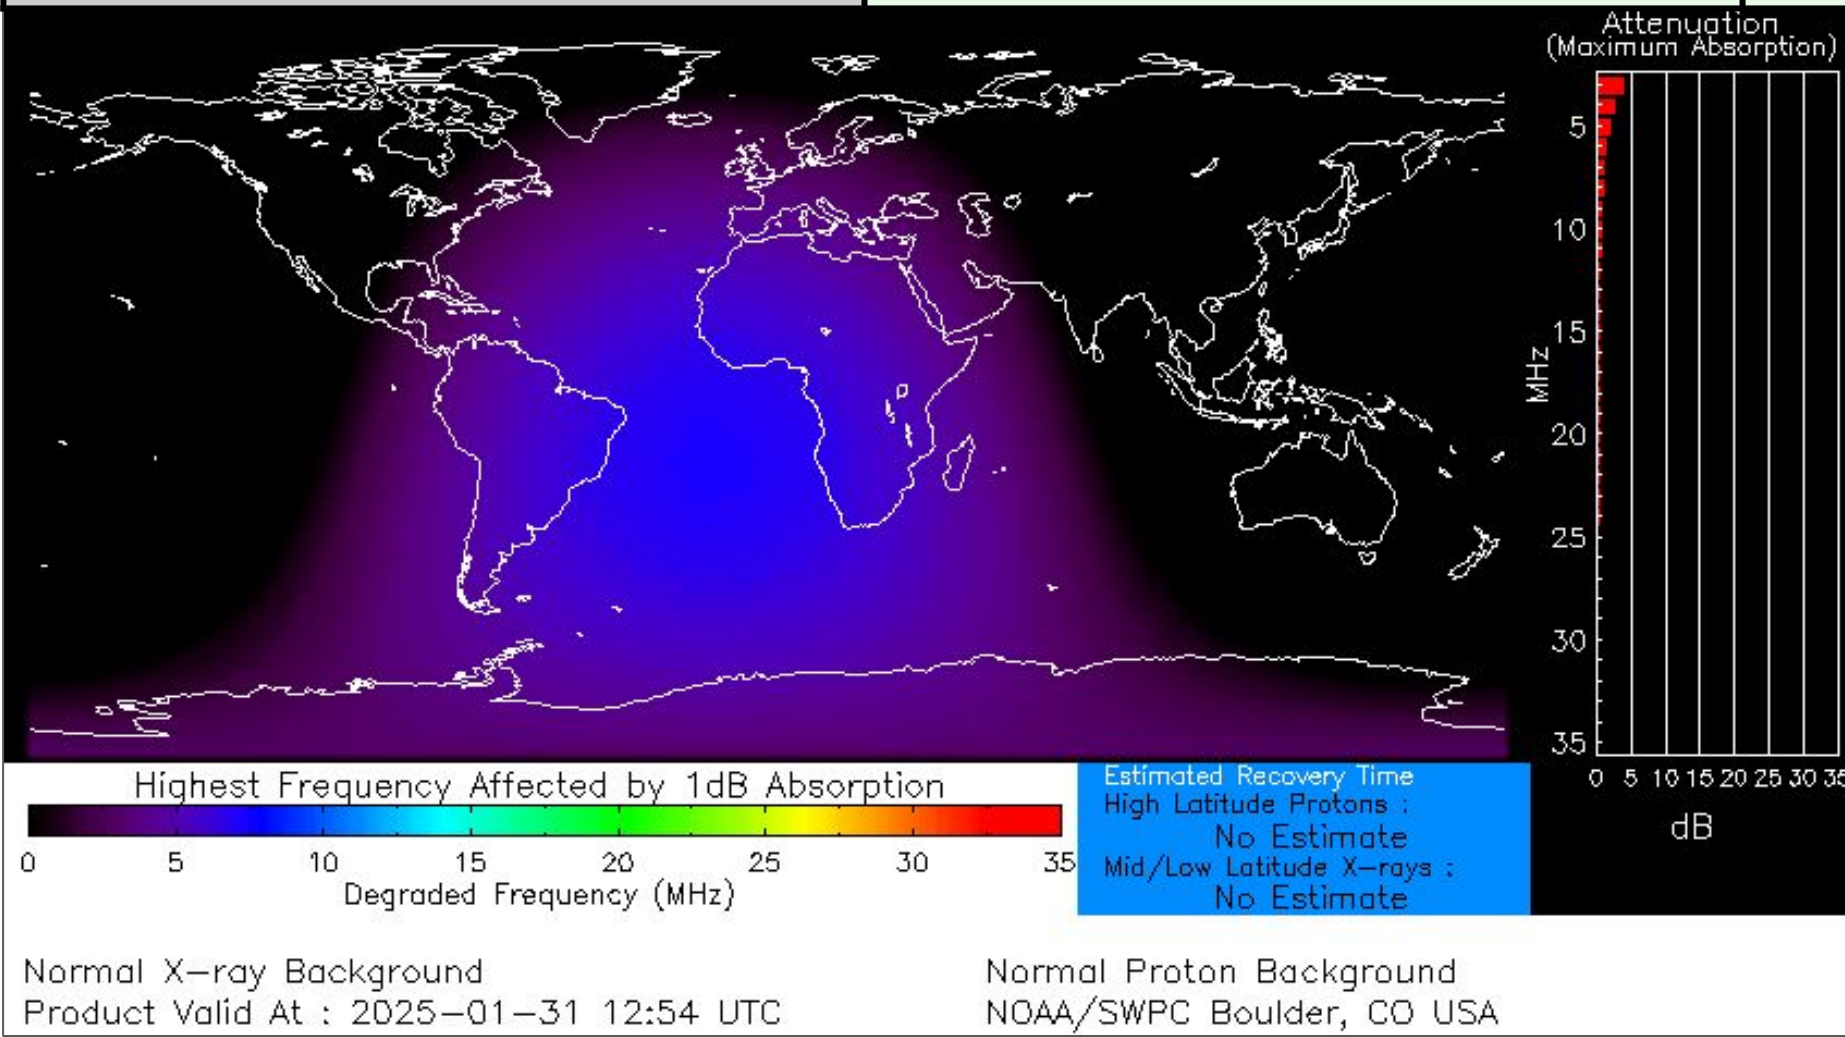 Attenuation
(Maximum Absorption)
5
10
15
20
25
30
35
MHz
0 5 10 15 20 25 30 35
dB
Highest Frequency Affected by 1dB Absorption
0 5 10 15 20 25 30 35
Degraded Frequency (MHz)
Estimated Recovery Time
High Latitude Protons :
No Estimate
Mid/Low Latitude X-rays :
No Estimate
Normal X-ray Background
Product Valid At : 2025-01-31 12:54 UTC
Normal Proton Background
NOAA/SWPC Boulder, CO USA